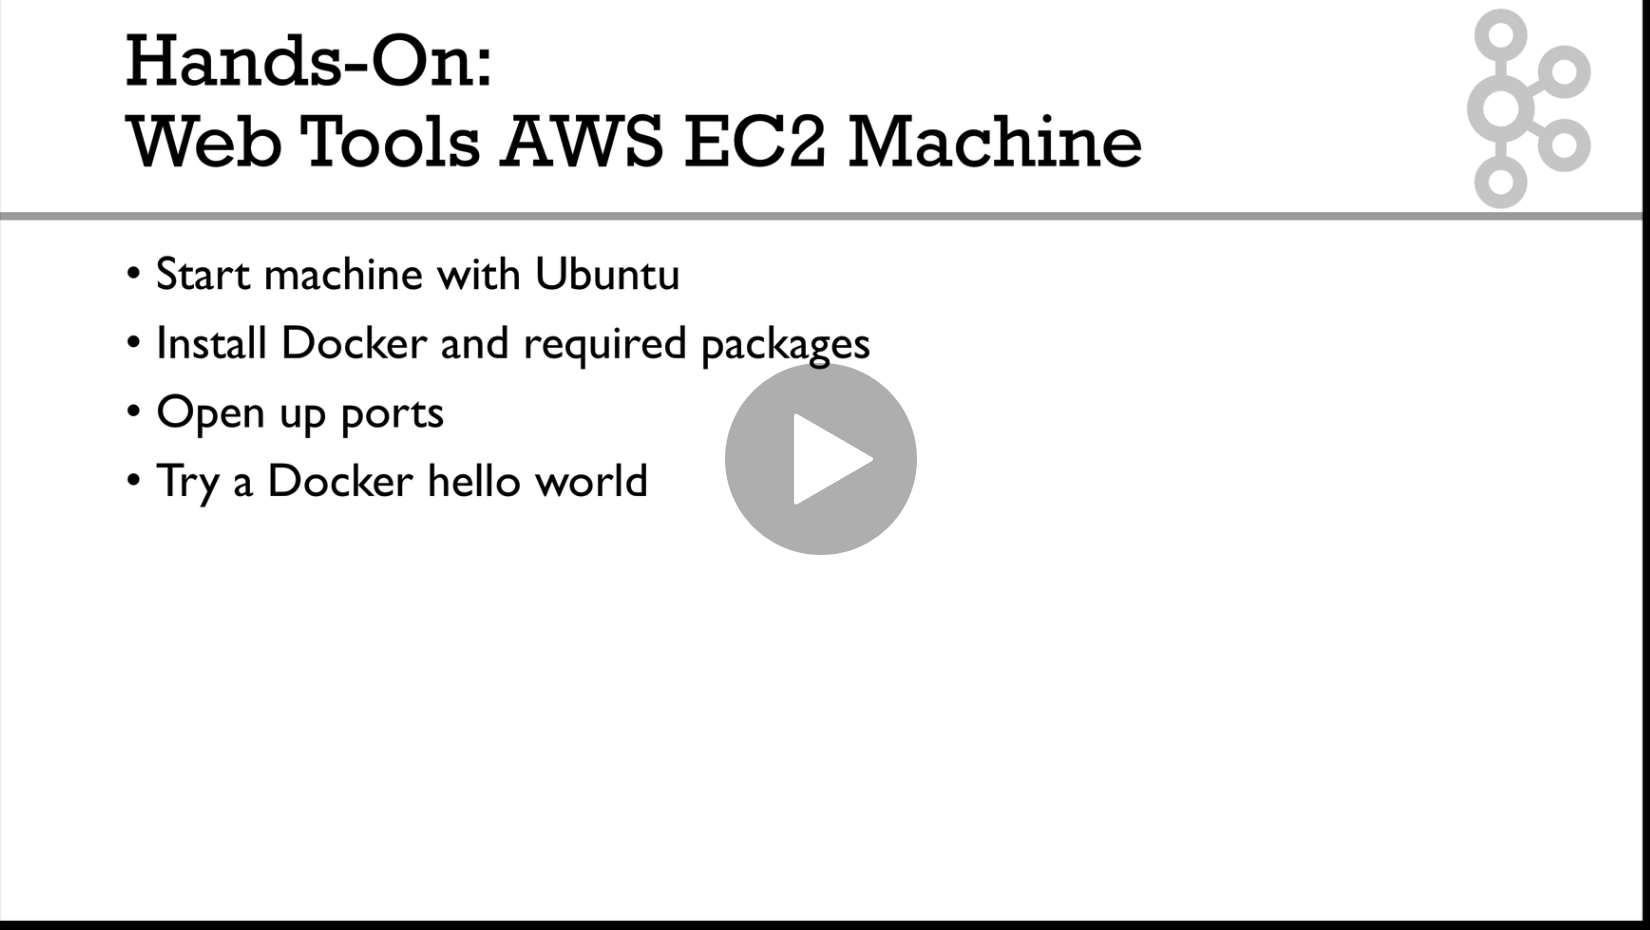 Hands-On:
Web Tools AWS EC2 Machine
• Start machine with Ubuntu
• Install Docker and required packages
• Open up ports
• Try a Docker hello world